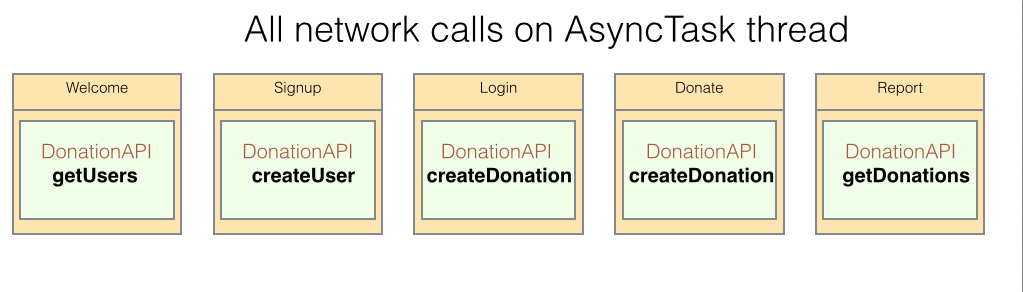 All network calls on AsyncTask thread
Welcome
DonationAPI
getUsers
Signup
DonationAPI
createUser
Login
DonationAPI
createDonation
Donate
DonationAPI
createDonation
Report
DonationAPI
getDonations